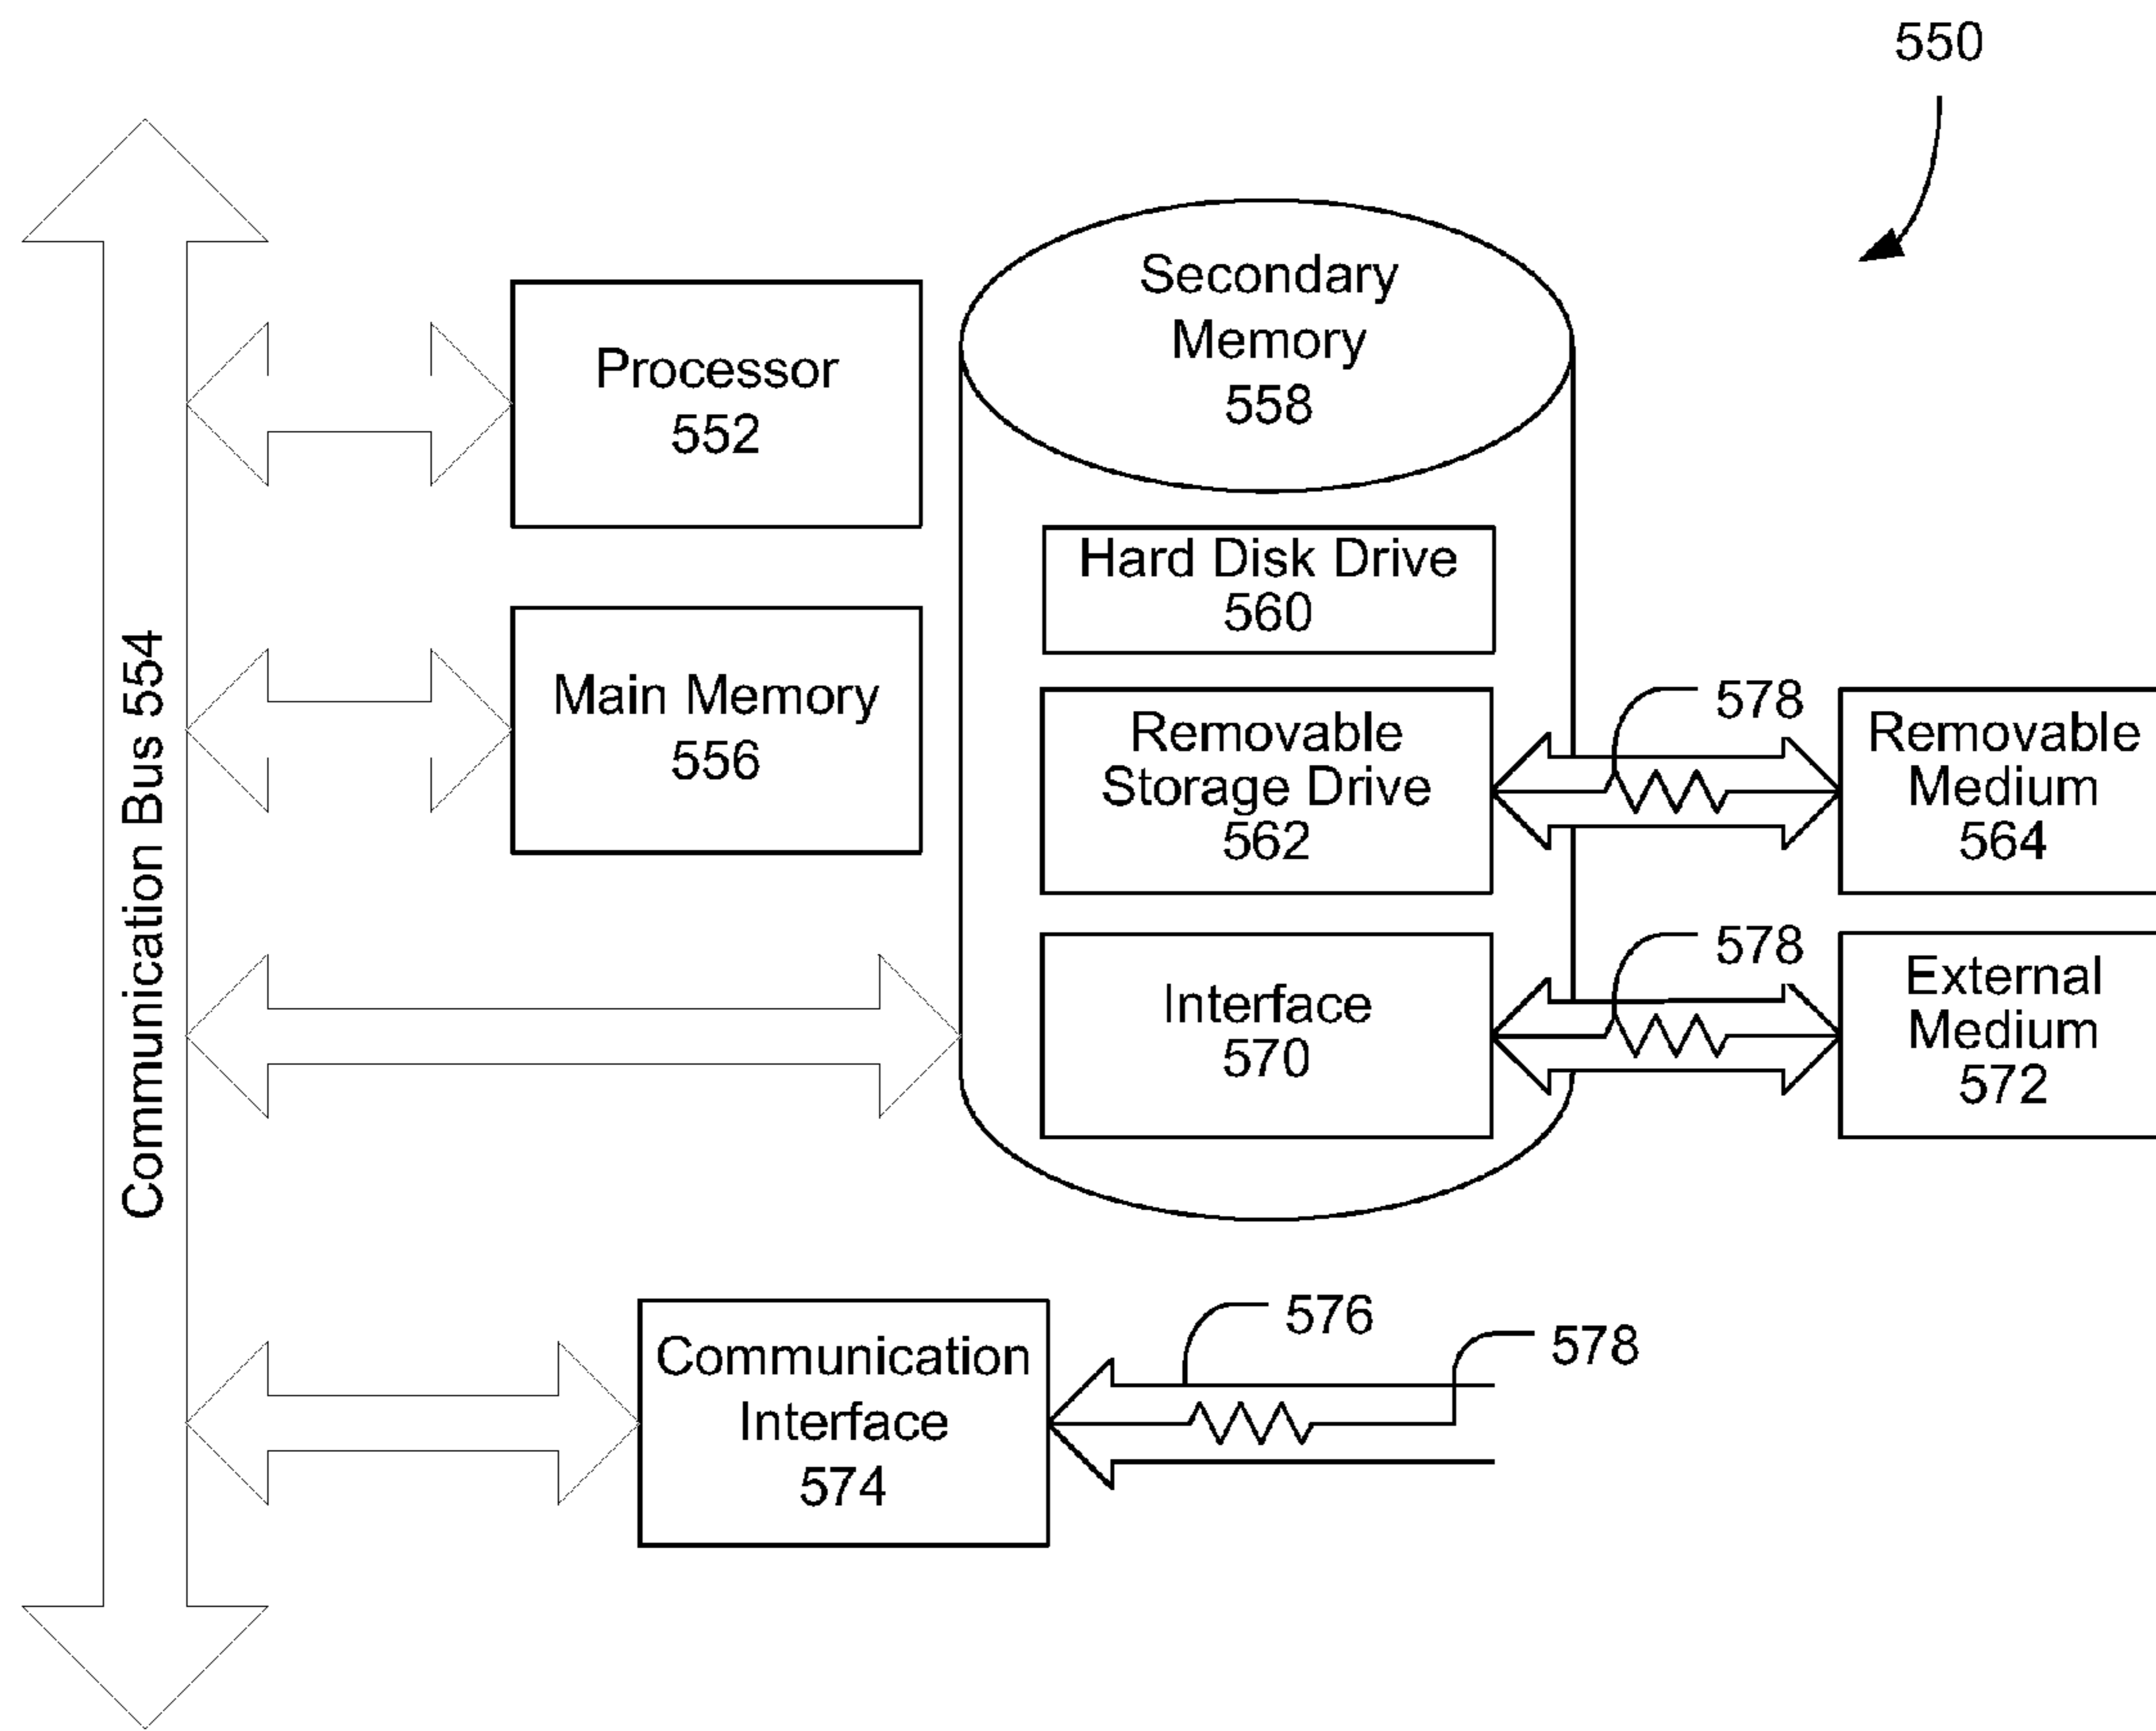 550
Communication Bus 554
Processor
552
Secondary
Memory
558
Hard Disk Drive
560
Main Memory
556
Removable
Storage Drive
562
578
Removable
Medium
564
Interface
570
578
External
Medium
572
Communication
Interface
574
576
578